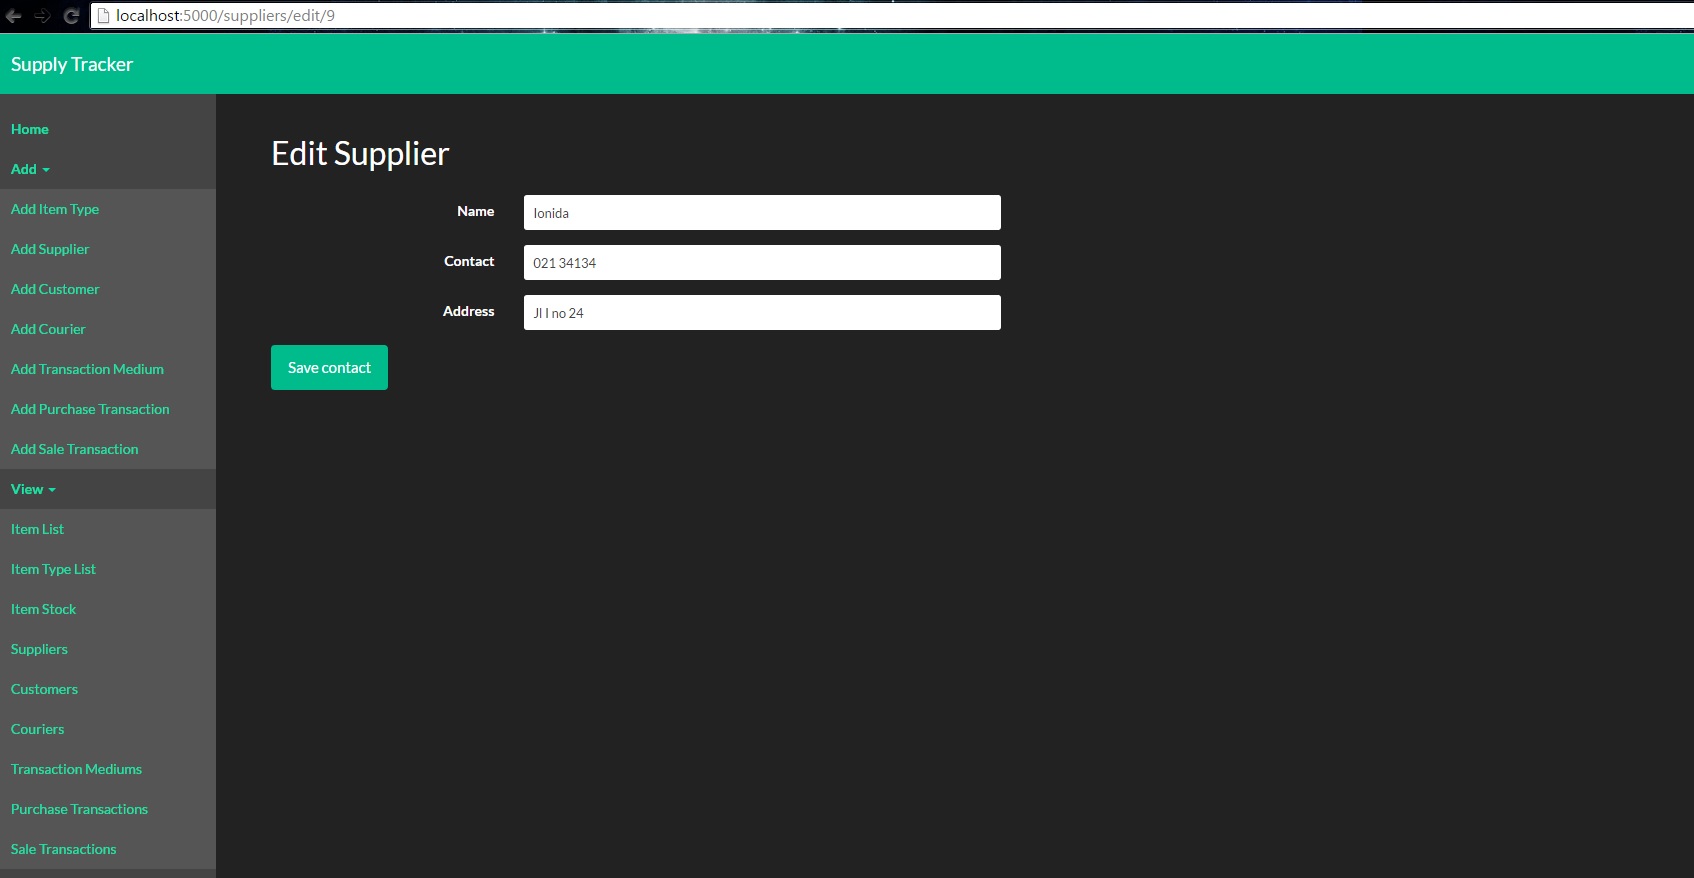 localhost:5000/suppliers/edit/9
Supply Tracker
Home
Add
Add Item Type
Add Supplier
Add Customer
Add Courier
Add Transaction Medium
Add Purchase Transaction
Add Sale Transaction
View
Item List
Item Type List
Item Stock
Suppliers
Customers
Couriers
Transaction Mediums
Purchase Transactions
Sale Transactions
Edit Supplier
Name Ionida
Contact 021 34134
Address Jl I no 24
Save contact